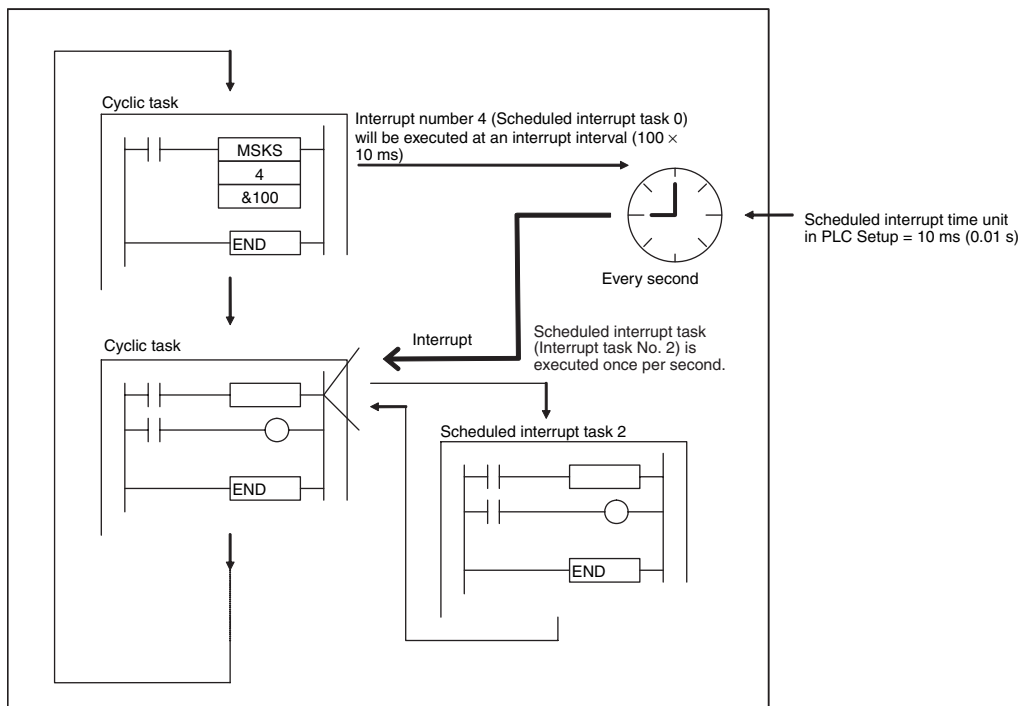 Cyclic task
MSKS
4
&100
END
Interrupt number 4 (Scheduled interrupt task 0)
will be executed at an interrupt interval (100 ×
10 ms)
Every second
Scheduled interrupt time unit
in PLC Setup = 10 ms (0.01 s)
Cyclic task
END
Interrupt
Scheduled interrupt task
(Interrupt task No. 2) is
executed once per second.
Scheduled interrupt task 2
END